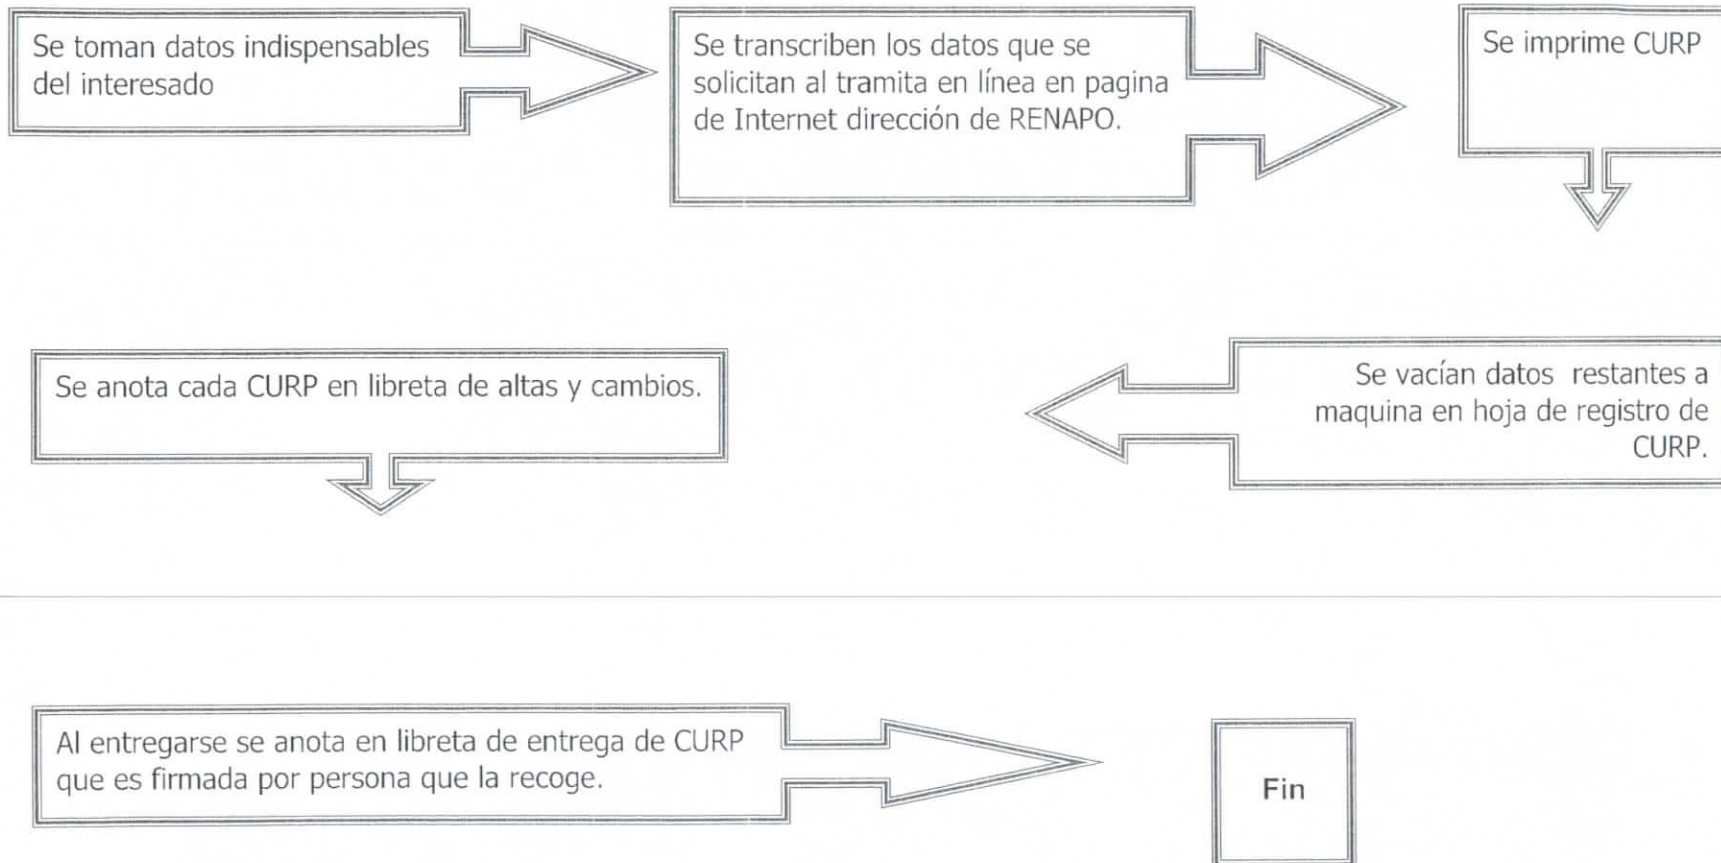 Se toman datos indispensables
del interesado
Se transcriben los datos que se
solicitan al tramita en línea en pagina
de Internet dirección de RENAPO.
Se imprime CURP
Se vacían datos restantes a
maquina en hoja de registro de
CURP.
Se anota cada CURP en libreta de altas y cambios.
Al entregarse se anota en libreta de entrega de CURP
que es firmada por persona que la recoge.
Fin